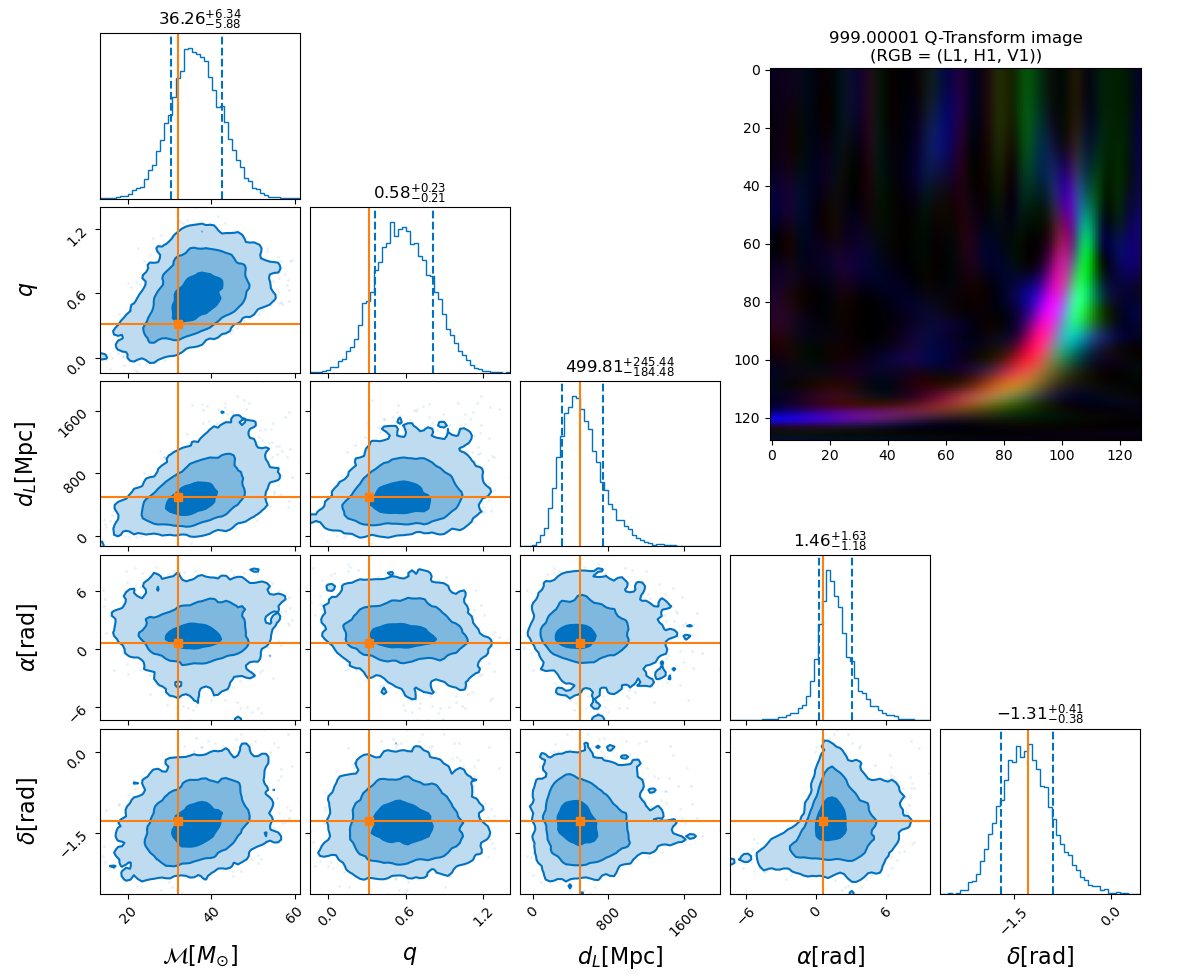 36.26+6.34−5.88
999.00001 Q-Transform image
(RGB = (L1, H1, V1))
0
20
40
60
80
100
120
0 20 40 60 80 100 120
0.58+0.23−0.21
q
1.2
0.6
0.0
499.81+245.44−184.48
dL[Mpc]
1600
800
0
1.46+1.63−1.18
α[rad]
6
0
−6
−1.31+0.41−0.38
δ[rad]
0.0
−1.5
20 40 60 0.0 0.6 1.2 0 800 1600 −6 0 6 −1.5 0.0
ℳ[M⊙] q dL[Mpc] α[rad] δ[rad]